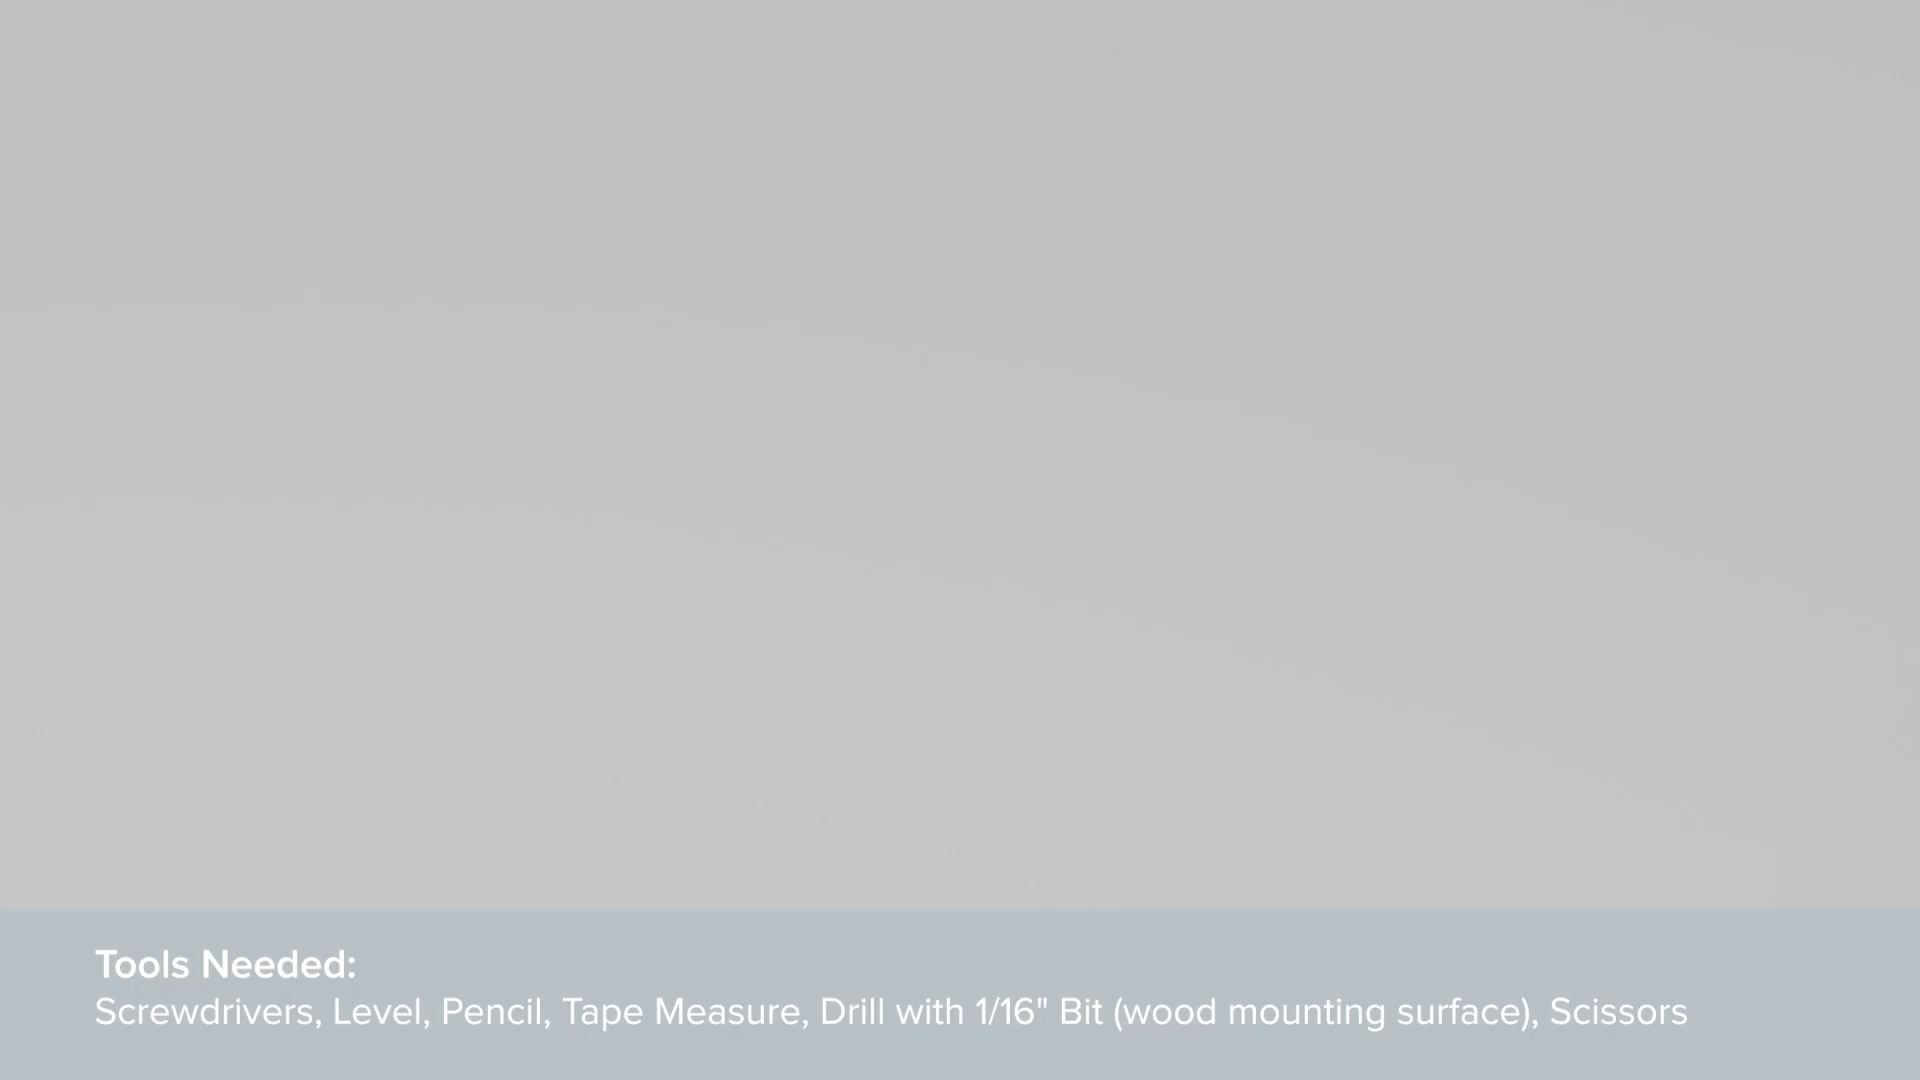 Tools Needed:
Screwdrivers, Level, Pencil, Tape Measure, Drill with 1/16" Bit (wood mounting surface), Scissors